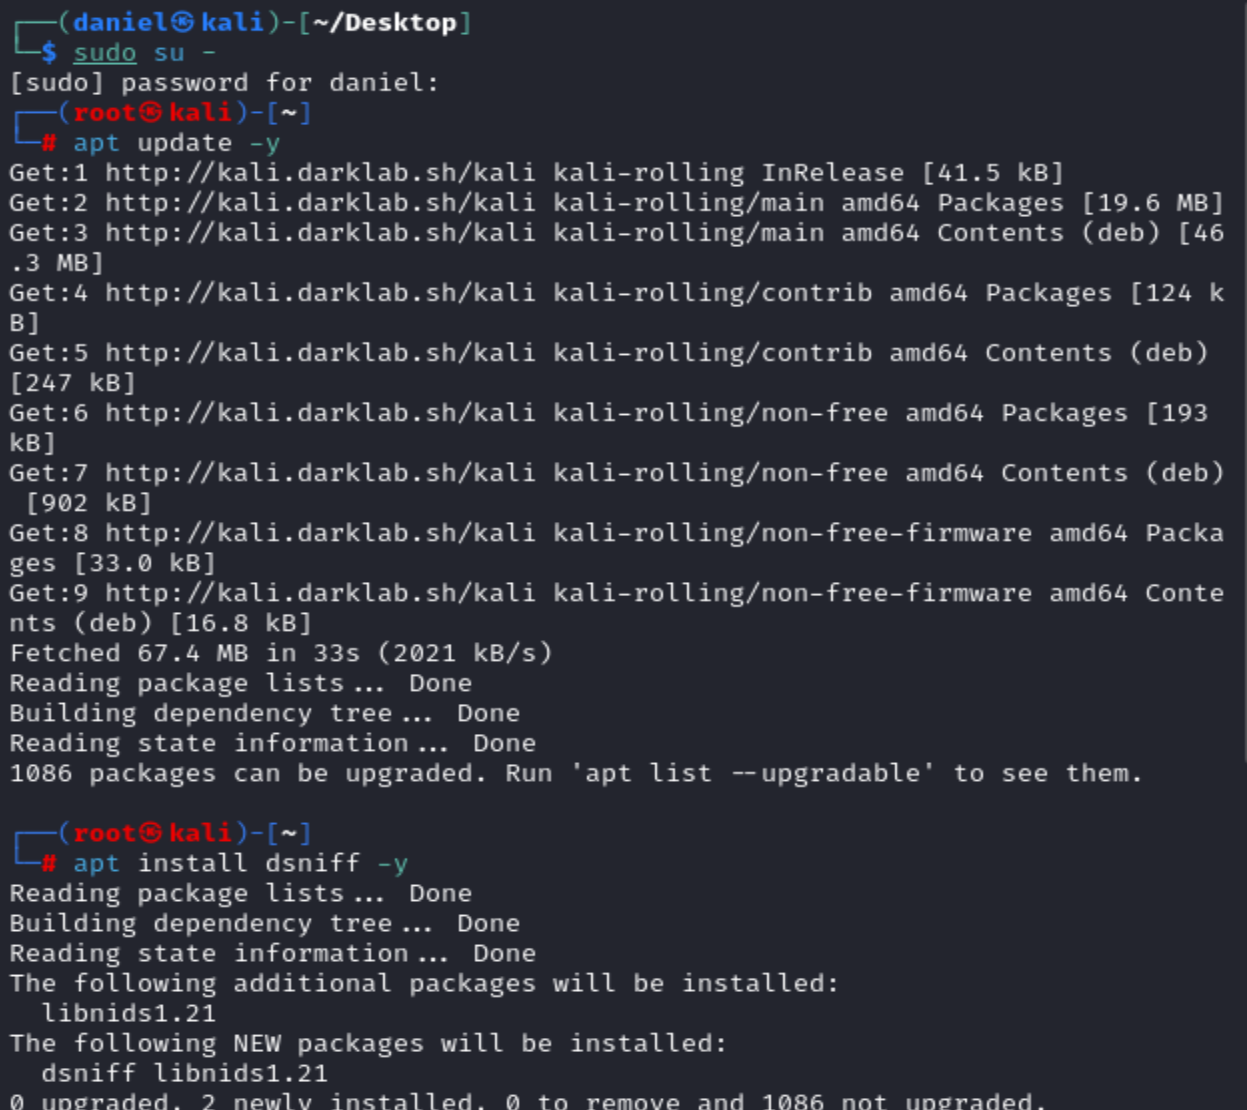 ┌──(daniel㉿kali)-[~/Desktop]
└─$ sudo su -
[sudo] password for daniel:
┌──(root㉿kali)-[~]
└─# apt update -y
Get:1 http://kali.darklab.sh/kali kali-rolling InRelease [41.5 kB]
Get:2 http://kali.darklab.sh/kali kali-rolling/main amd64 Packages [19.6 MB]
Get:3 http://kali.darklab.sh/kali kali-rolling/main amd64 Contents (deb) [46
.3 MB]
Get:4 http://kali.darklab.sh/kali kali-rolling/contrib amd64 Packages [124 k
B]
Get:5 http://kali.darklab.sh/kali kali-rolling/contrib amd64 Contents (deb)
[247 kB]
Get:6 http://kali.darklab.sh/kali kali-rolling/non-free amd64 Packages [193
kB]
Get:7 http://kali.darklab.sh/kali kali-rolling/non-free amd64 Contents (deb)
 [902 kB]
Get:8 http://kali.darklab.sh/kali kali-rolling/non-free-firmware amd64 Packa
ges [33.0 kB]
Get:9 http://kali.darklab.sh/kali kali-rolling/non-free-firmware amd64 Conte
nts (deb) [16.8 kB]
Fetched 67.4 MB in 33s (2021 kB/s)
Reading package lists... Done
Building dependency tree... Done
Reading state information... Done
1086 packages can be upgraded. Run 'apt list --upgradable' to see them.
┌──(root㉿kali)-[~]
└─# apt install dsniff -y
Reading package lists... Done
Building dependency tree... Done
Reading state information... Done
The following additional packages will be installed:
  libnids1.21
The following NEW packages will be installed:
  dsniff libnids1.21
0 upgraded, 2 newly installed, 0 to remove and 1086 not upgraded.